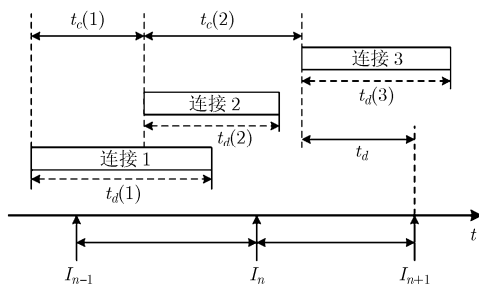 t_c(1) t_c(2)
连接 3
t_d(3)
连接 2
t_d(2)
t_d
连接 1
t_d(1)
t
I_{n-1} I_n I_{n+1}